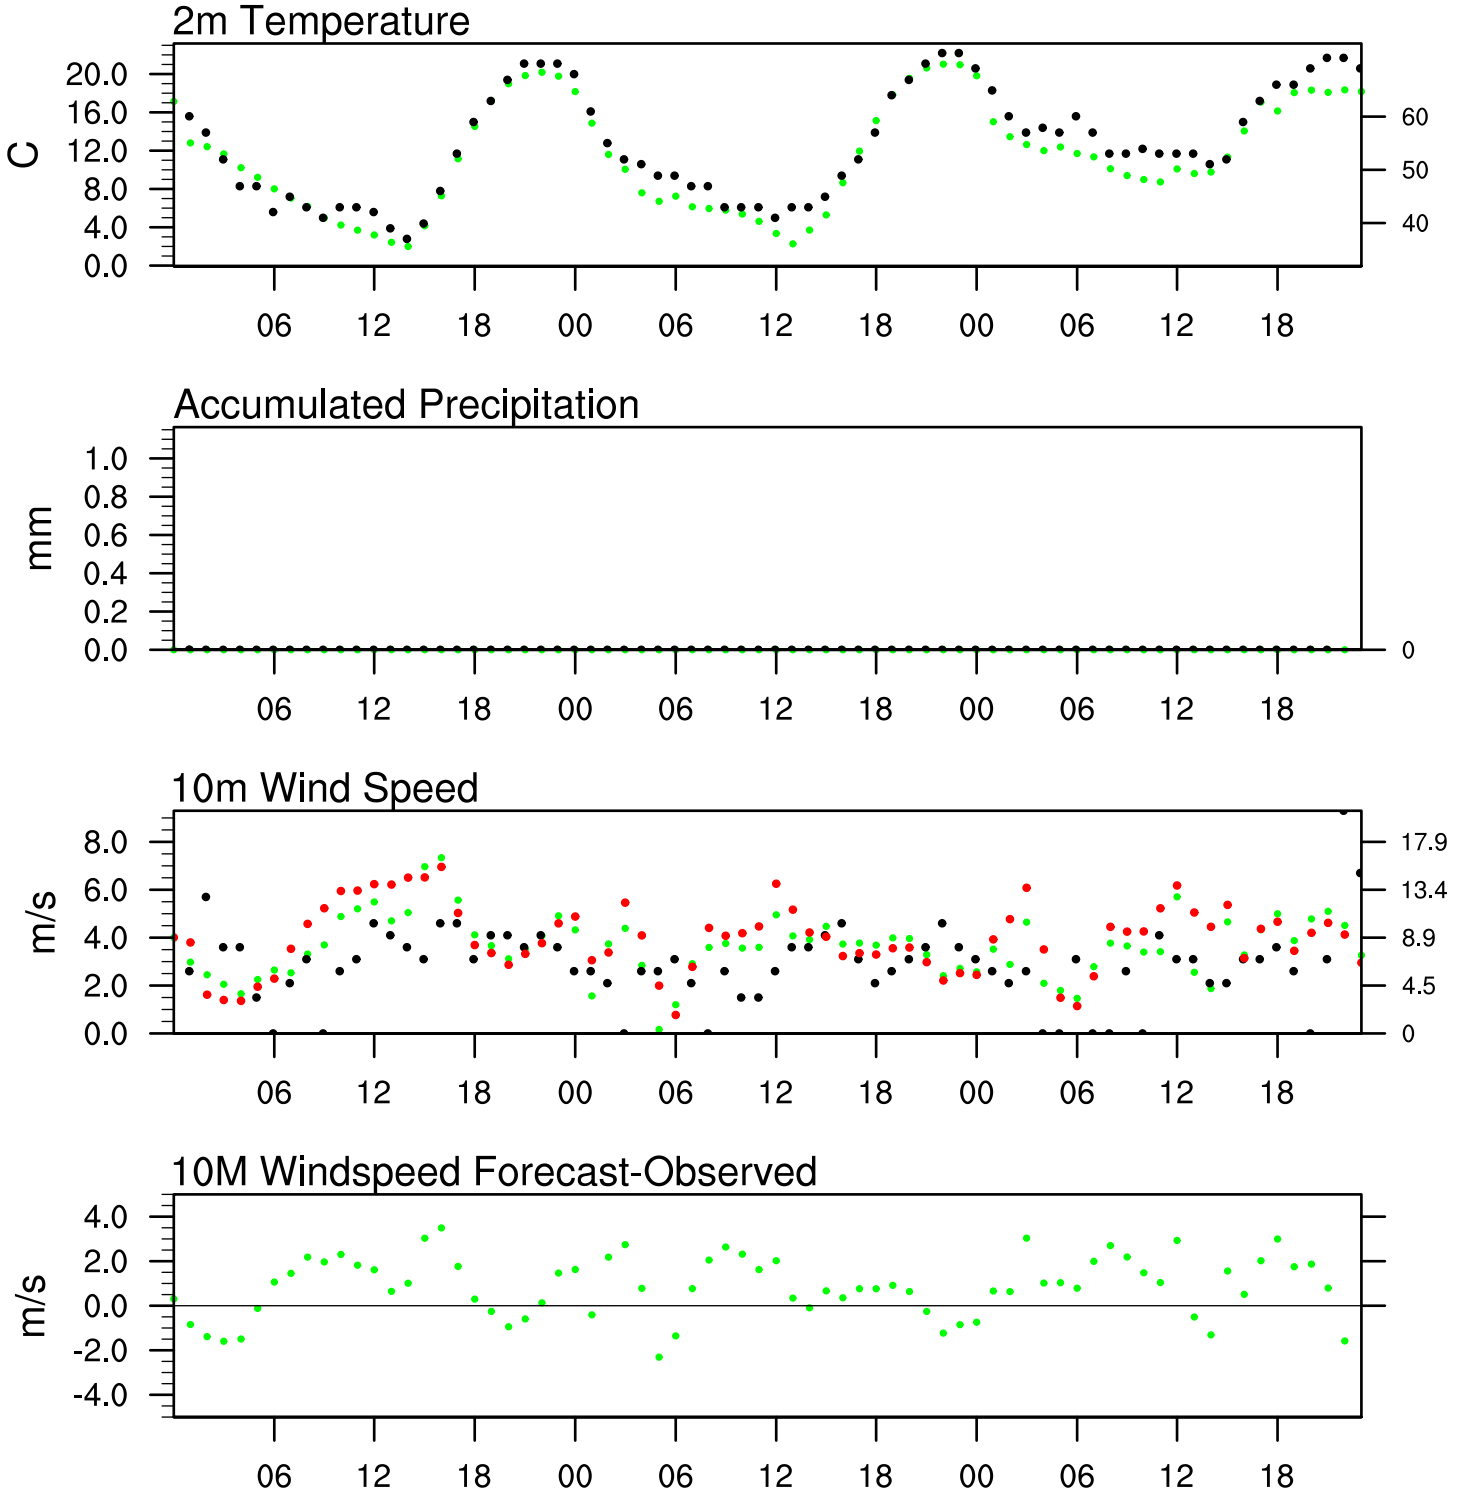 2m Temperature
20.0
16.0
12.0
8.0
4.0
0.0
C
60
50
40
06 12 18 00 06 12 18 00 06 12 18
Accumulated Precipitation
1.0
0.8
0.6
0.4
0.2
0.0
mm
0
06 12 18 00 06 12 18 00 06 12 18
10m Wind Speed
8.0
6.0
4.0
2.0
0.0
m/s
17.9
13.4
8.9
4.5
0
06 12 18 00 06 12 18 00 06 12 18
10M Windspeed Forecast-Observed
4.0
2.0
0.0
-2.0
-4.0
m/s
06 12 18 00 06 12 18 00 06 12 18